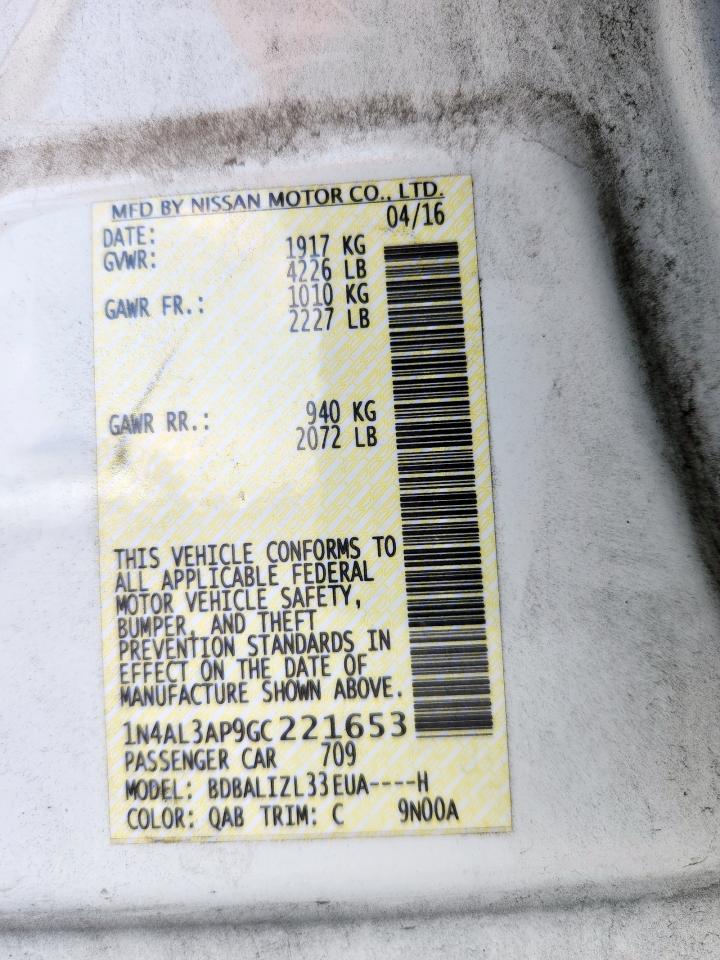 MFD BY NISSAN MOTOR CO., LTD.
DATE: 04/16
GVWR: 1917 KG
4226 LB
GAWR FR.: 1010 KG
2227 LB
GAWR RR.: 940 KG
2072 LB
THIS VEHICLE CONFORMS TO
ALL APPLICABLE FEDERAL
MOTOR VEHICLE SAFETY,
BUMPER, AND THEFT
PREVENTION STANDARDS IN
EFFECT ON THE DATE OF
MANUFACTURE SHOWN ABOVE.
1N4AL3AP9GC221653
PASSENGER CAR 709
MODEL: BDBALIZL33EUA----H
COLOR: QAB TRIM: C 9N00A